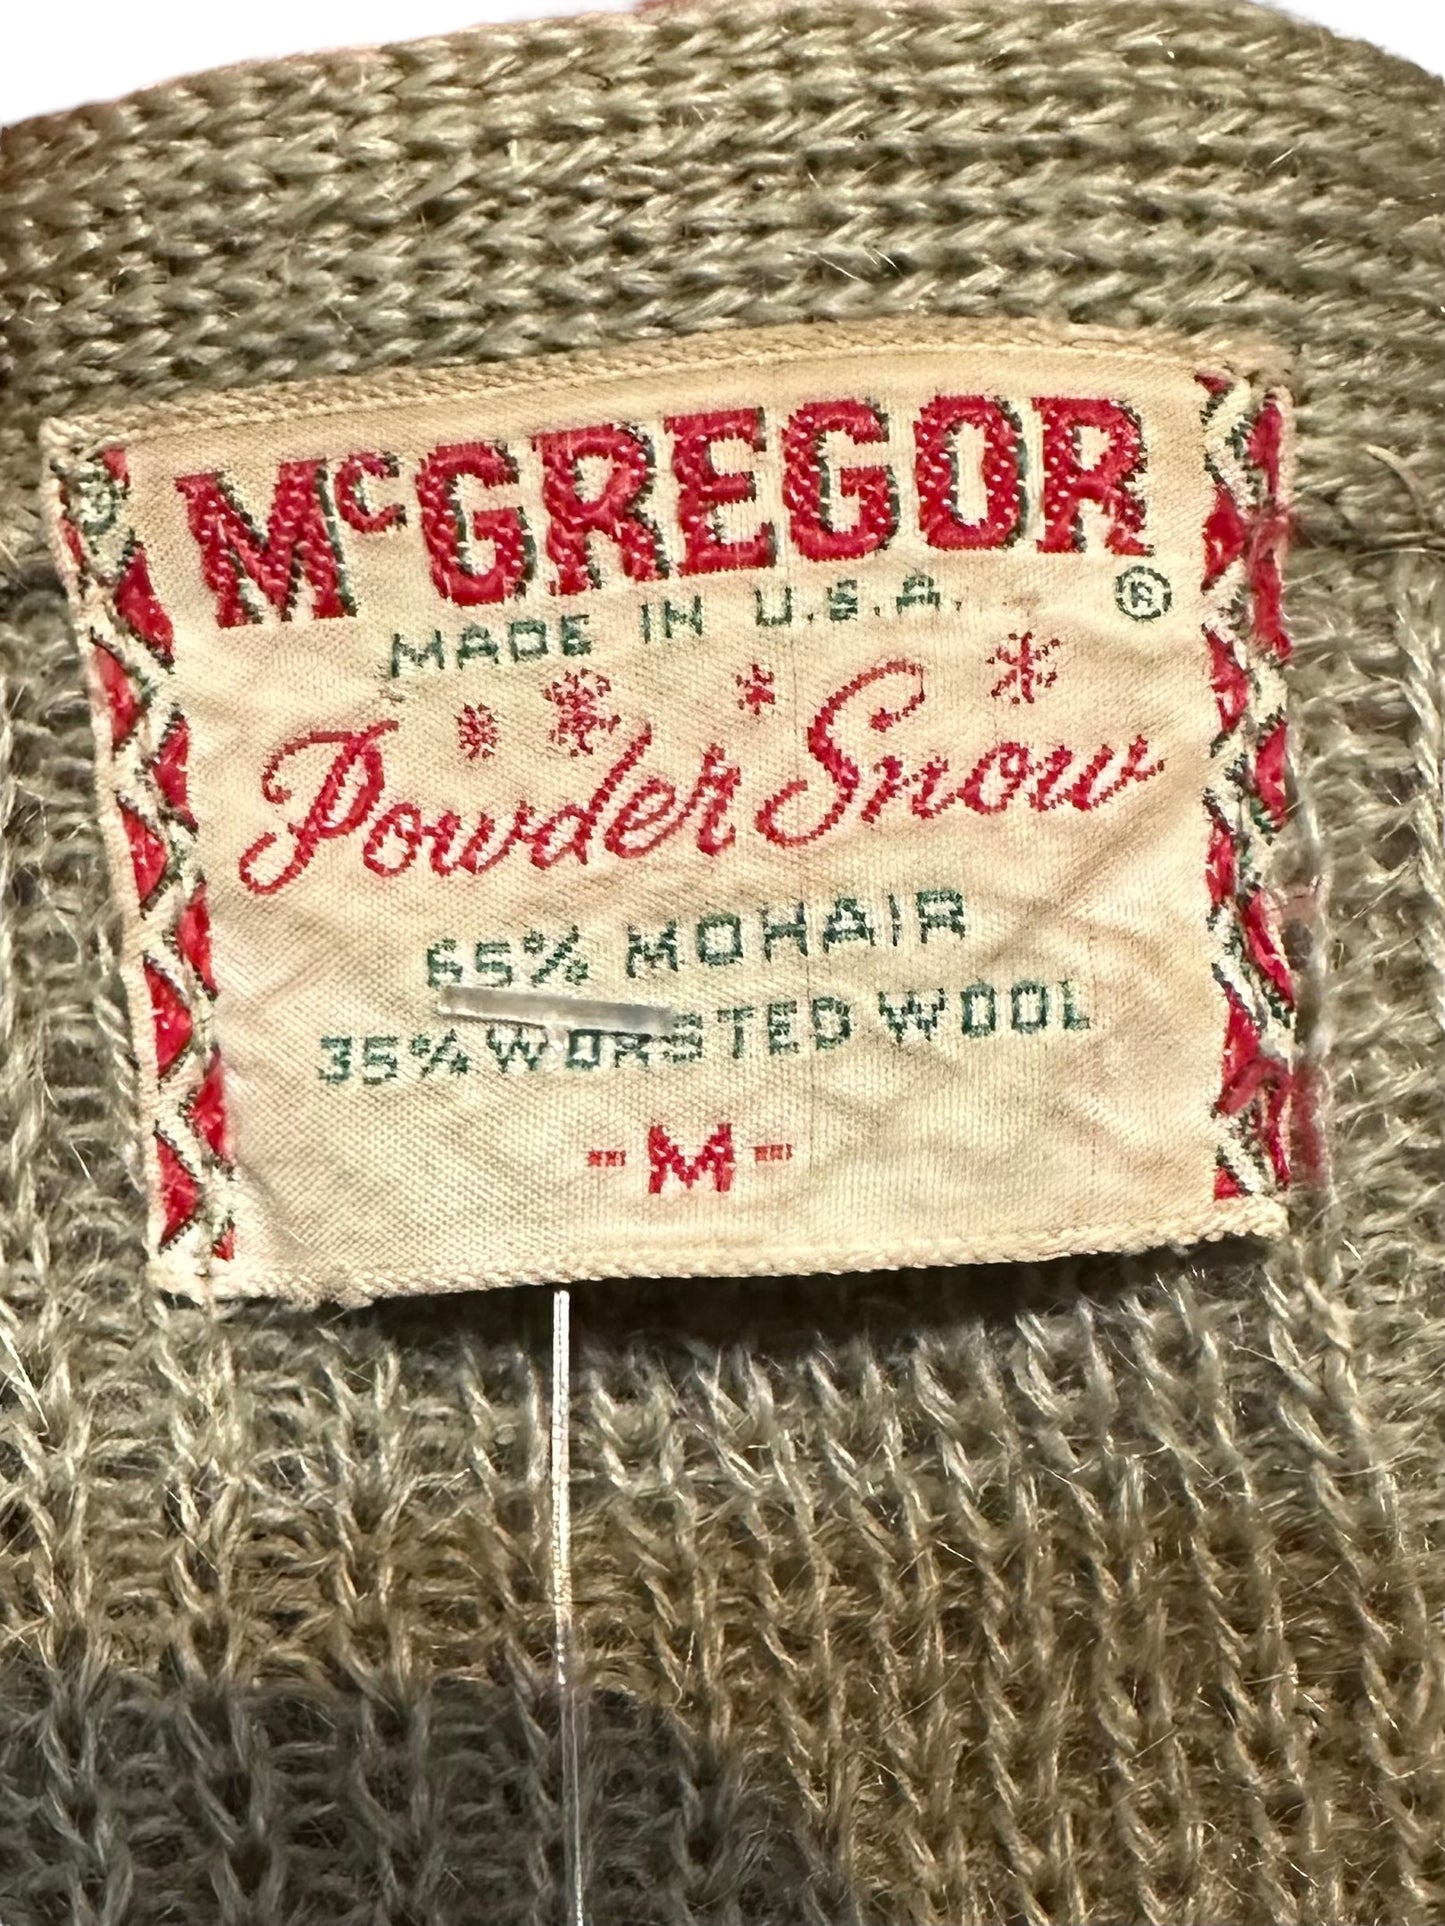 McGREGOR
MADE IN U.S.A. ®
Powder Snow
65% MOHAIR
35% WORSTED WOOL
- M -